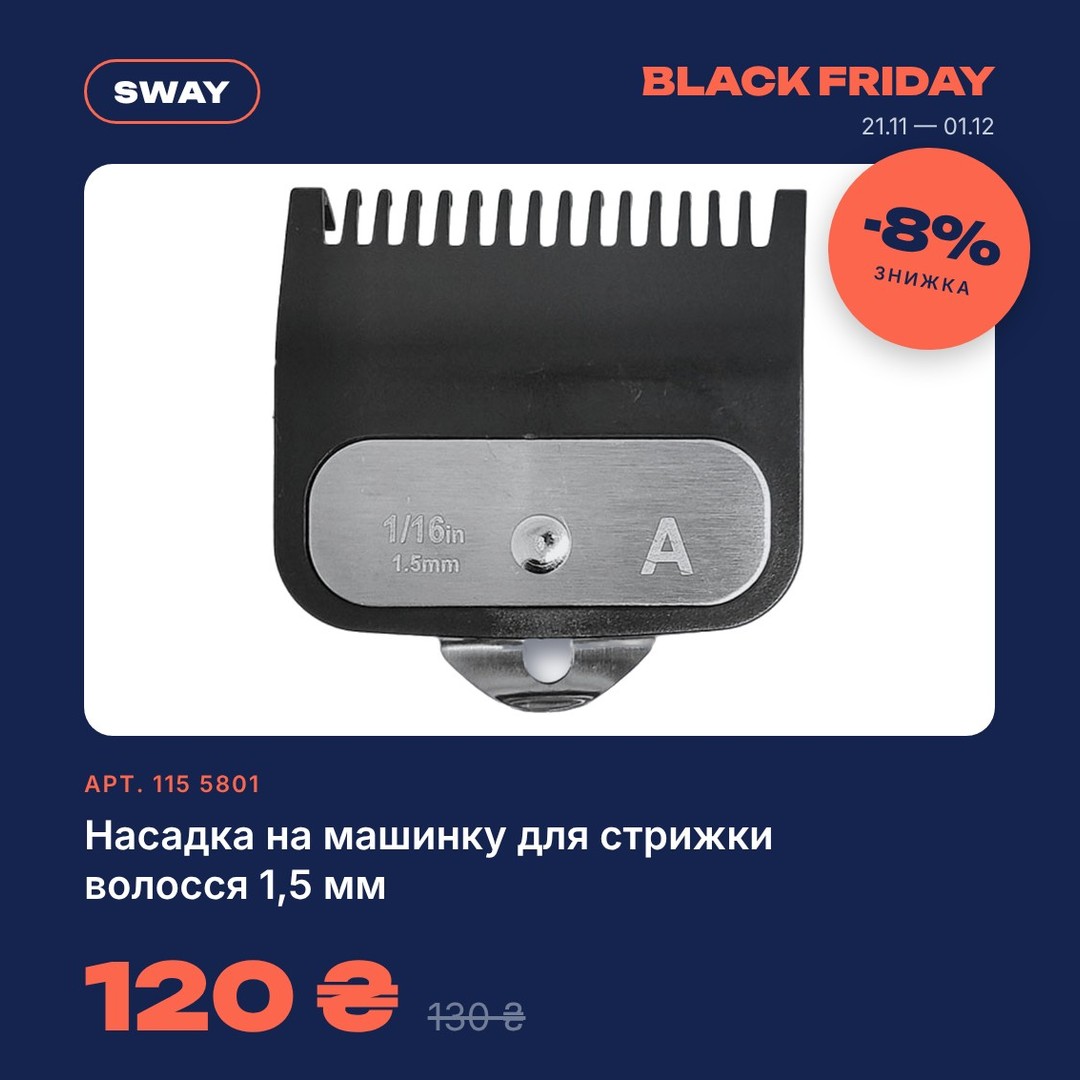 SWAY
BLACK FRIDAY
21.11 — 01.12
-8%
ЗНИЖКА
1/16in
1.5mm
A
АРТ. 115 5801
Насадка на машинку для стрижки
волосся 1,5 мм
120 ₴ 130 ₴